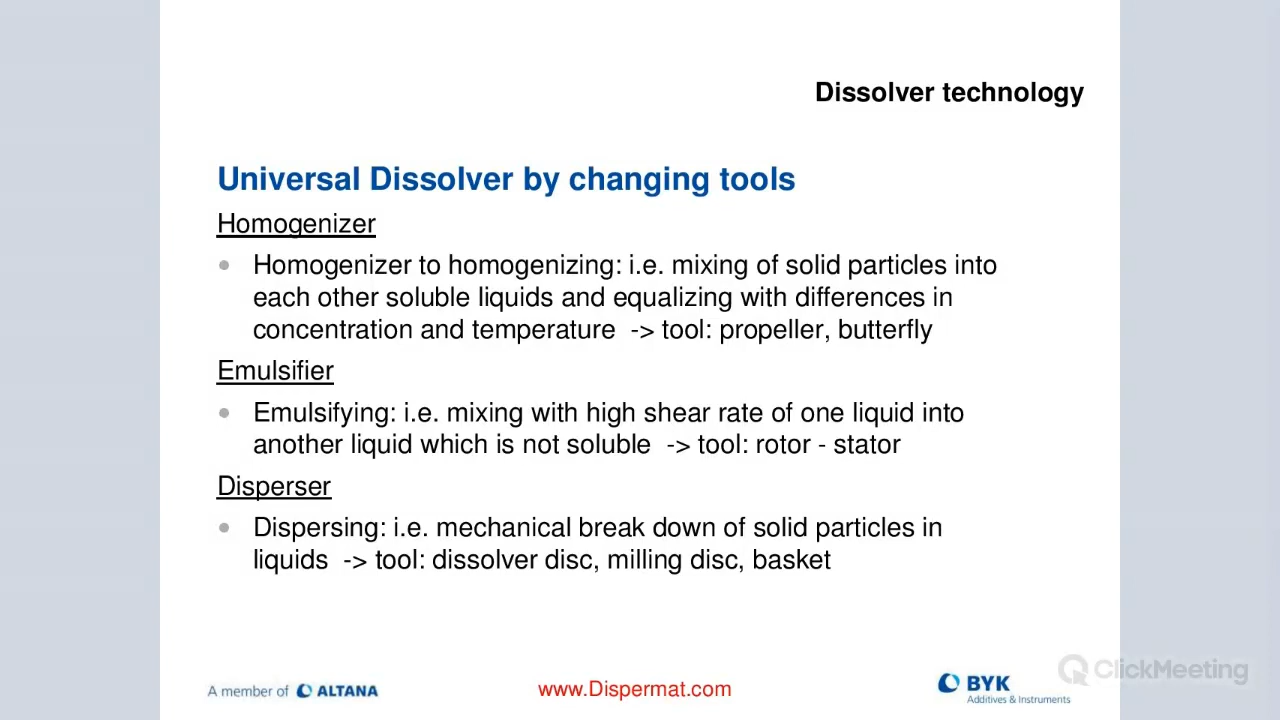 Dissolver technology
Universal Dissolver by changing tools
Homogenizer
• Homogenizer to homogenizing: i.e. mixing of solid particles into
each other soluble liquids and equalizing with differences in
concentration and temperature -> tool: propeller, butterfly
Emulsifier
• Emulsifying: i.e. mixing with high shear rate of one liquid into
another liquid which is not soluble -> tool: rotor - stator
Disperser
• Dispersing: i.e. mechanical break down of solid particles in
liquids -> tool: dissolver disc, milling disc, basket
A member of ALTANA
www.Dispermat.com
BYK
Additives & Instruments
ClickMeeting